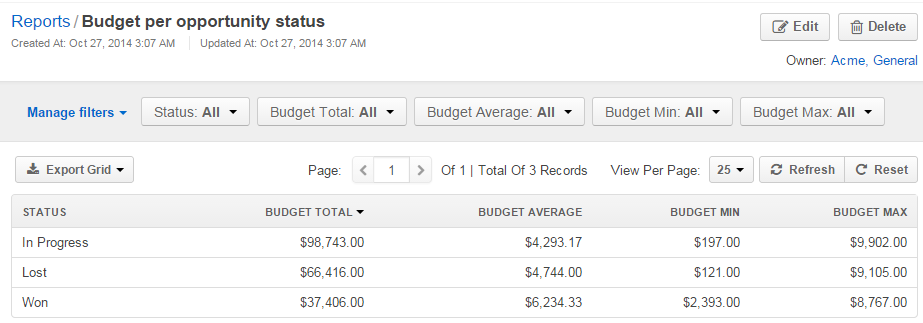 Reports / Budget per opportunity status
Created At: Oct 27, 2014 3:07 AM Updated At: Oct 27, 2014 3:07 AM
Edit Delete
Owner: Acme, General
Manage filters Status: All Budget Total: All Budget Average: All Budget Min: All Budget Max: All
Export Grid Page: 1 Of 1 | Total Of 3 Records View Per Page: 25 Refresh Reset
STATUS BUDGET TOTAL BUDGET AVERAGE BUDGET MIN BUDGET MAX
In Progress $98,743.00 $4,293.17 $197.00 $9,902.00
Lost $66,416.00 $4,744.00 $121.00 $9,105.00
Won $37,406.00 $6,234.33 $2,393.00 $8,767.00